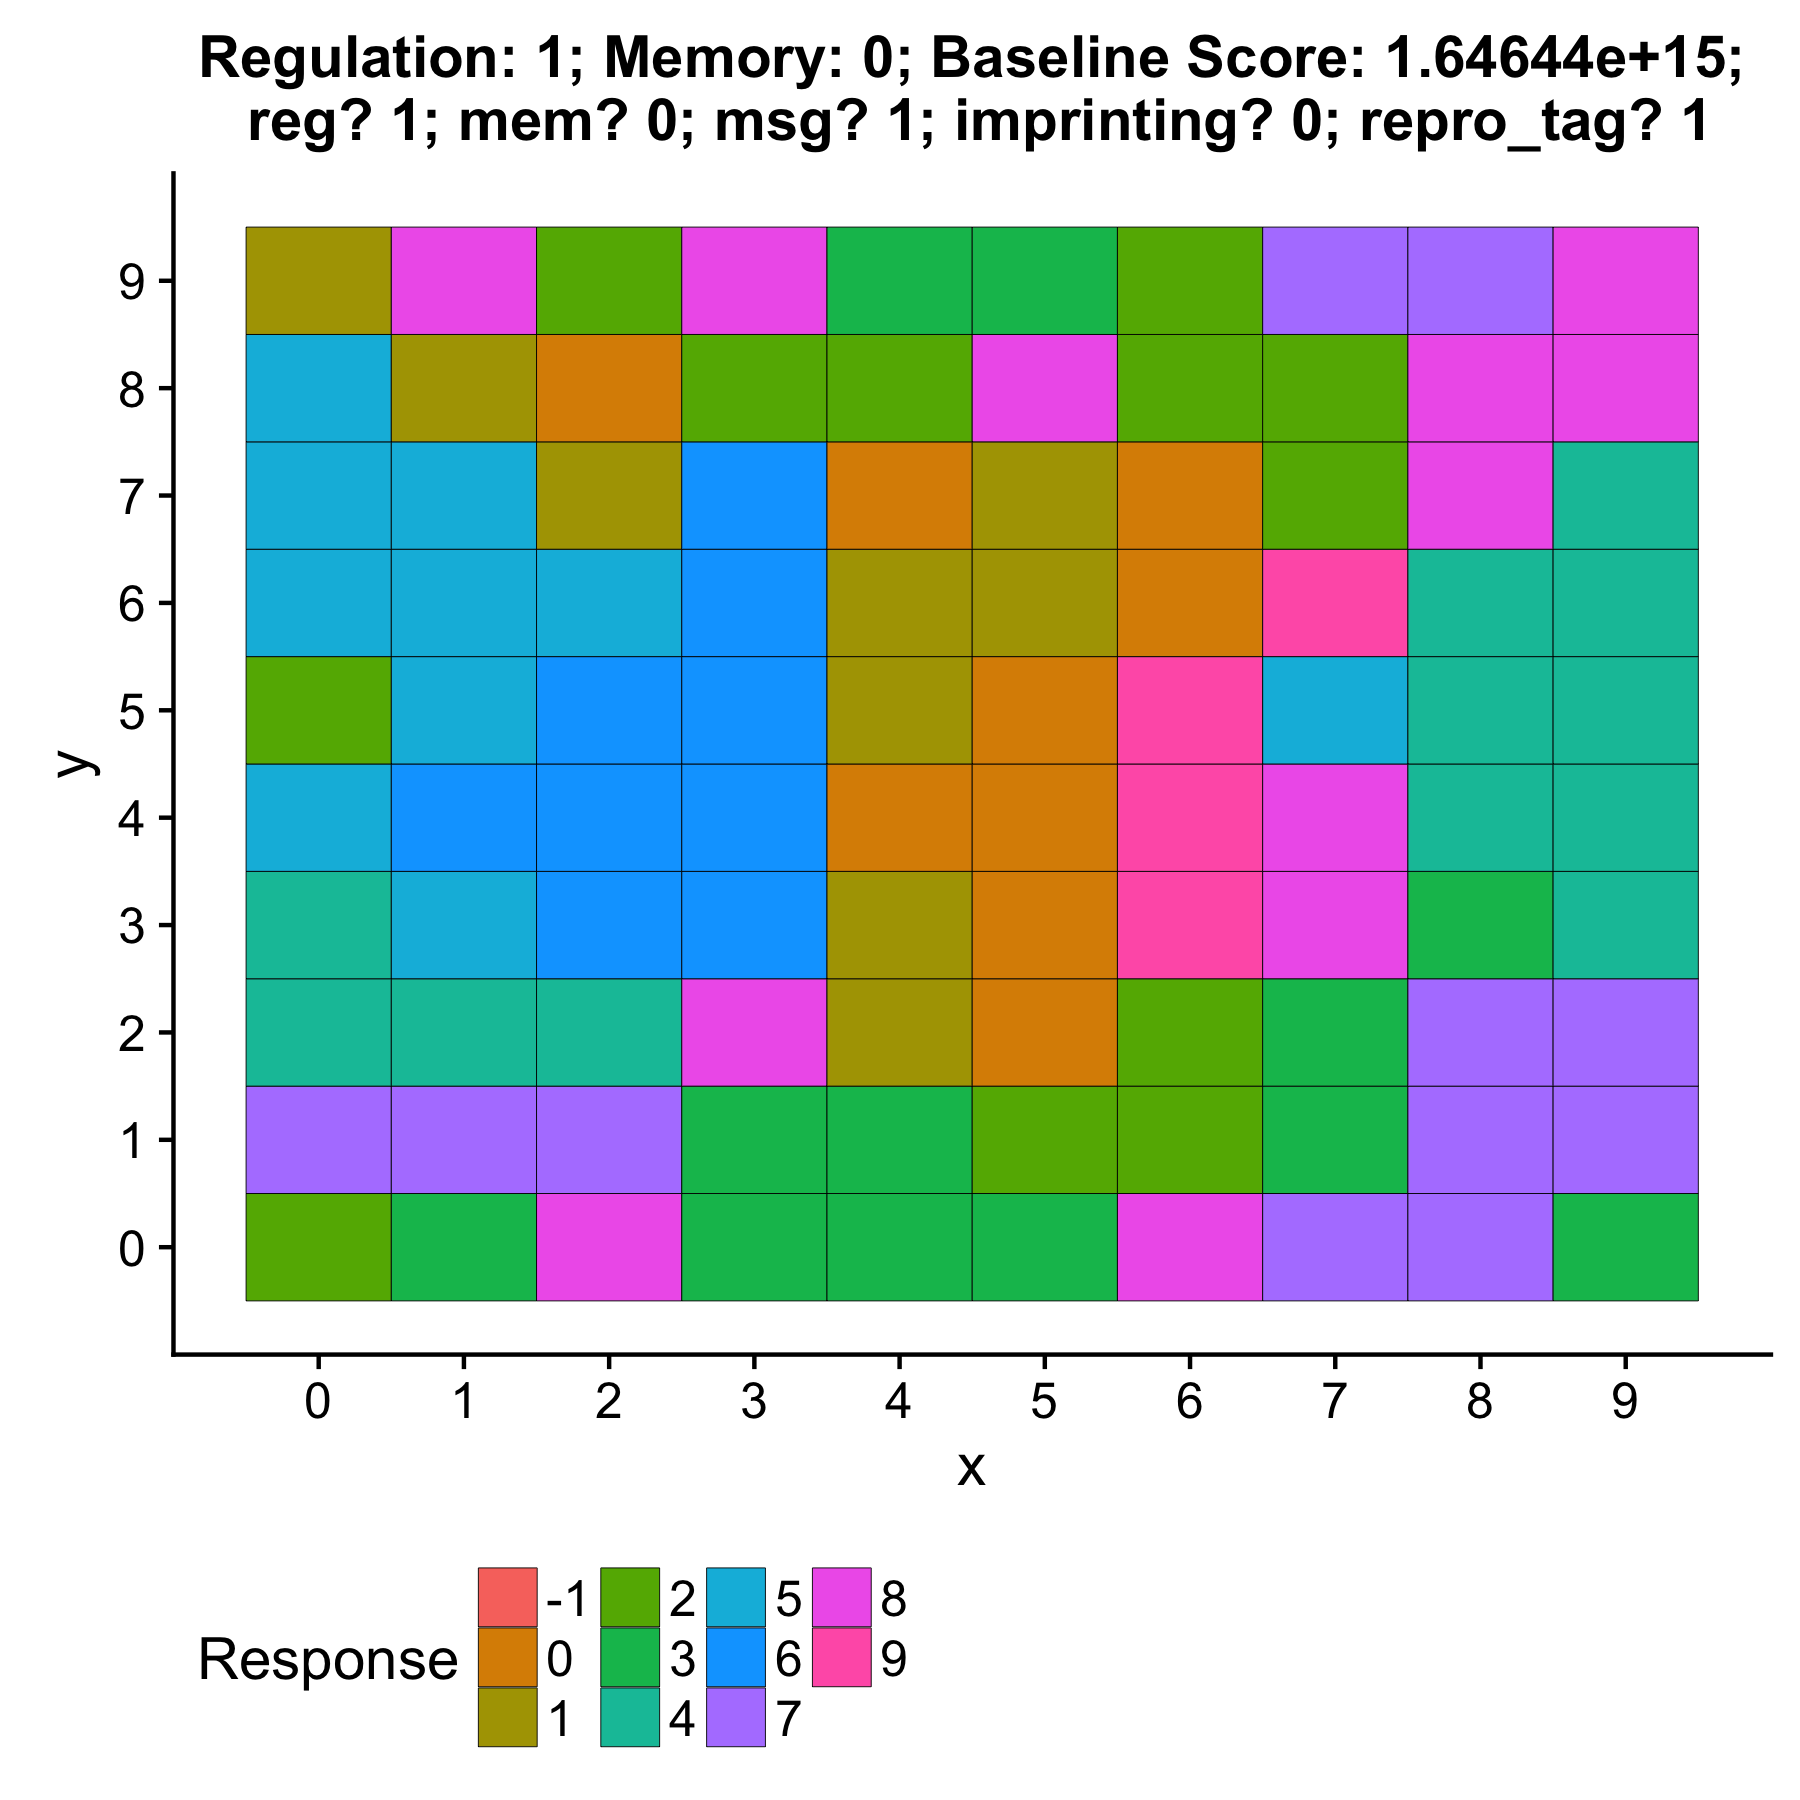 Regulation: 1; Memory: 0; Baseline Score: 1.64644e+15;
reg? 1; mem? 0; msg? 1; imprinting? 0; repro_tag? 1
9
8
7
6
5
4
3
2
1
0
y
0 1 2 3 4 5 6 7 8 9
x
Response
-1 2 5 8
0 3 6 9
1 4 7